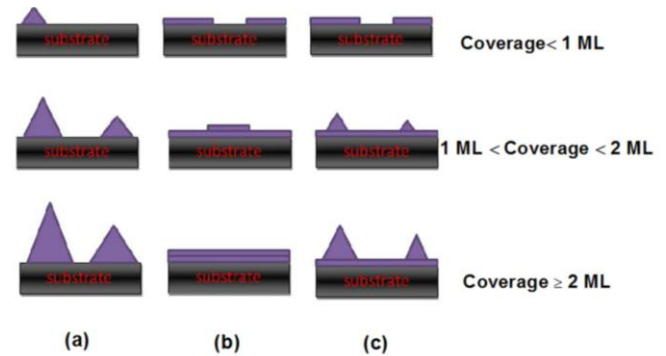 substrate substrate substrate
Coverage< 1 ML
substrate substrate substrate
1 ML < Coverage < 2 ML
substrate substrate substrate
Coverage ≥ 2 ML
(a) (b) (c)